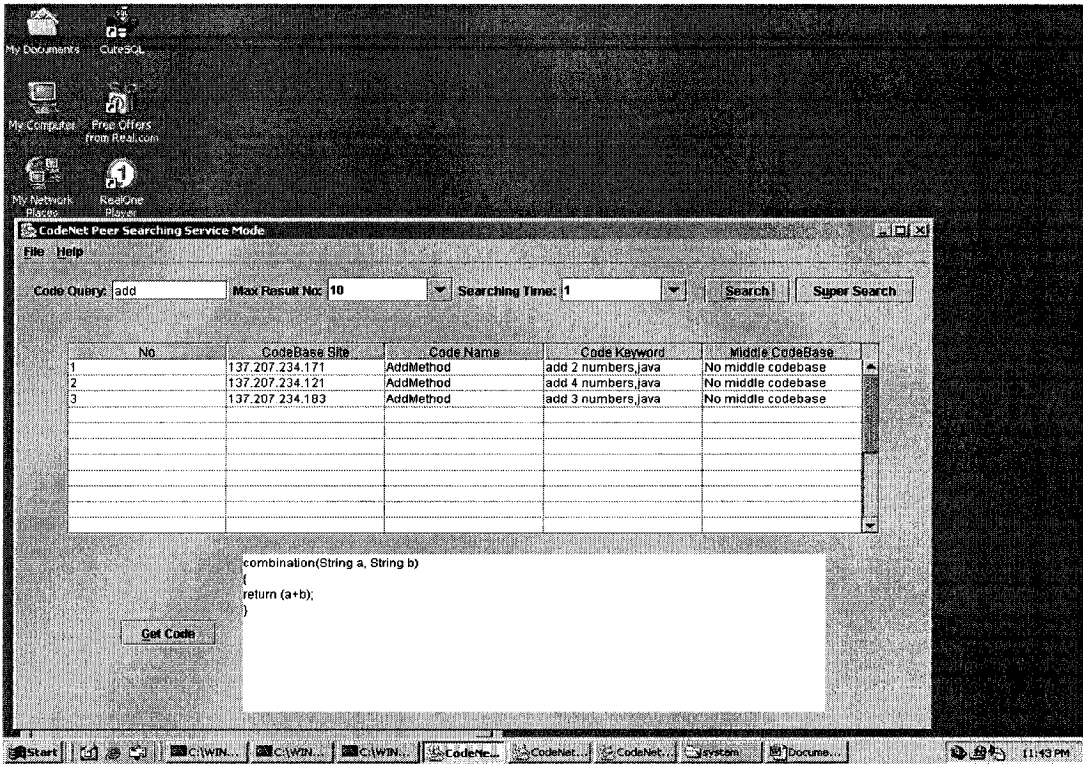 My Documents
CuteSQL
My Computer
Free Offers
from Real.com
My Network
Places
RealOne
Player
CodeNet Peer Searching Service Mode
File Help
Code Query: add Max Result No: 10 Searching Time: 1 Search Super Search
No CodeBase Site Code Name Code Keyword Middle CodeBase
1 137.207.234.171 AddMethod add 2 numbers,java No middle codebase
2 137.207.234.121 AddMethod add 4 numbers,java No middle codebase
3 137.207.234.183 AddMethod add 3 numbers,java No middle codebase
combination(String a, String b)
{
return (a+b);
}
Get Code
Start C:\WIN... C:\WIN... C:\WIN... CodeNe... CodeNet... CodeNet... system Docume... 11:43 PM